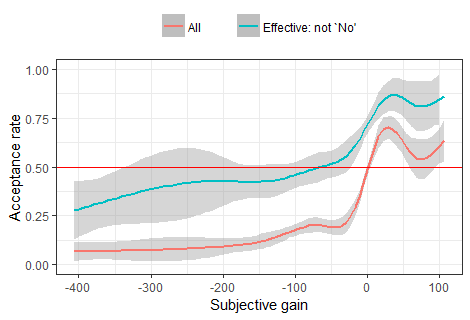 All
Effective: not `No'
1.00
0.75
0.50
0.25
0.00
Acceptance rate
-400
-300
-200
-100
0
100
Subjective gain